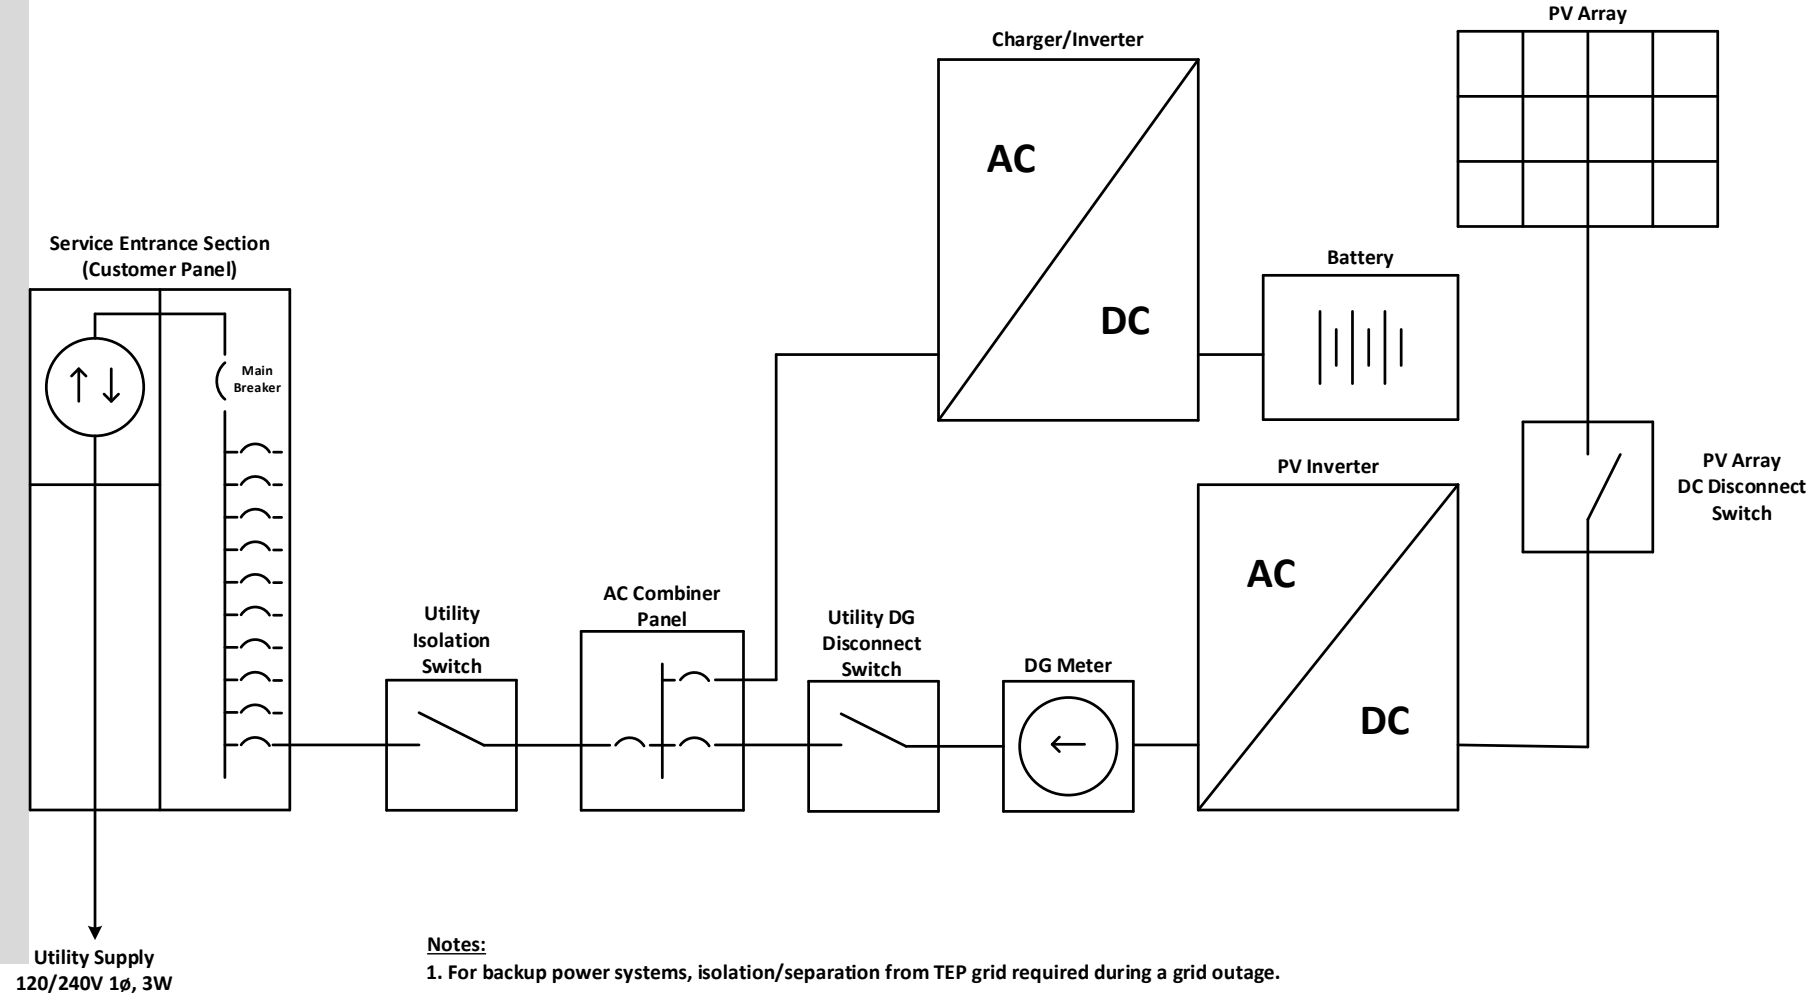 PV Array
Charger/Inverter
AC
DC
Service Entrance Section
(Customer Panel)
Battery
Main
Breaker
PV Inverter
PV Array
DC Disconnect
Switch
AC
DC
AC Combiner
Panel
Utility
Isolation
Switch
Utility DG
Disconnect
Switch
DG Meter
Notes:
1. For backup power systems, isolation/separation from TEP grid required during a grid outage.
Utility Supply
120/240V 1ø, 3W